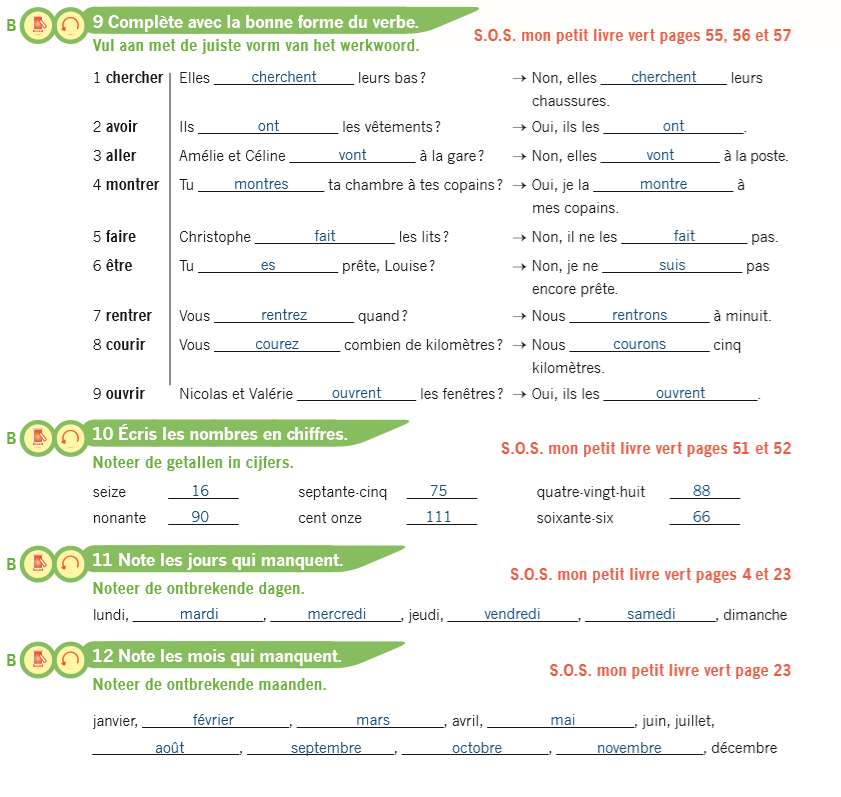 B 9 Complète avec la bonne forme du verbe.
Vul aan met de juiste vorm van het werkwoord.
S.O.S. mon petit livre vert pages 55, 56 et 57
1 chercher Elles cherchent leurs bas? → Non, elles cherchent leurs
chaussures.
2 avoir Ils ont les vêtements? → Oui, ils les ont.
3 aller Amélie et Céline vont à la gare? → Non, elles vont à la poste.
4 montrer Tu montres ta chambre à tes copains? → Oui, je la montre à
mes copains.
5 faire Christophe fait les lits? → Non, il ne les fait pas.
6 être Tu es prête, Louise? → Non, je ne suis pas
encore prête.
7 rentrer Vous rentrez quand? → Nous rentrons à minuit.
8 courir Vous courez combien de kilomètres? → Nous courons cinq
kilomètres.
9 ouvrir Nicolas et Valérie ouvrent les fenêtres? → Oui, ils les ouvrent.
B 10 Écris les nombres en chiffres.
S.O.S. mon petit livre vert pages 51 et 52
Noteer de getallen in cijfers.
seize 16 septante-cinq 75 quatre-vingt-huit 88
nonante 90 cent onze 111 soixante-six 66
B 11 Note les jours qui manquent.
S.O.S. mon petit livre vert pages 4 et 23
Noteer de ontbrekende dagen.
lundi, mardi, mercredi, jeudi, vendredi, samedi, dimanche
B 12 Note les mois qui manquent.
S.O.S. mon petit livre vert page 23
Noteer de ontbrekende maanden.
janvier, février, mars, avril, mai, juin, juillet,
août, septembre, octobre, novembre, décembre